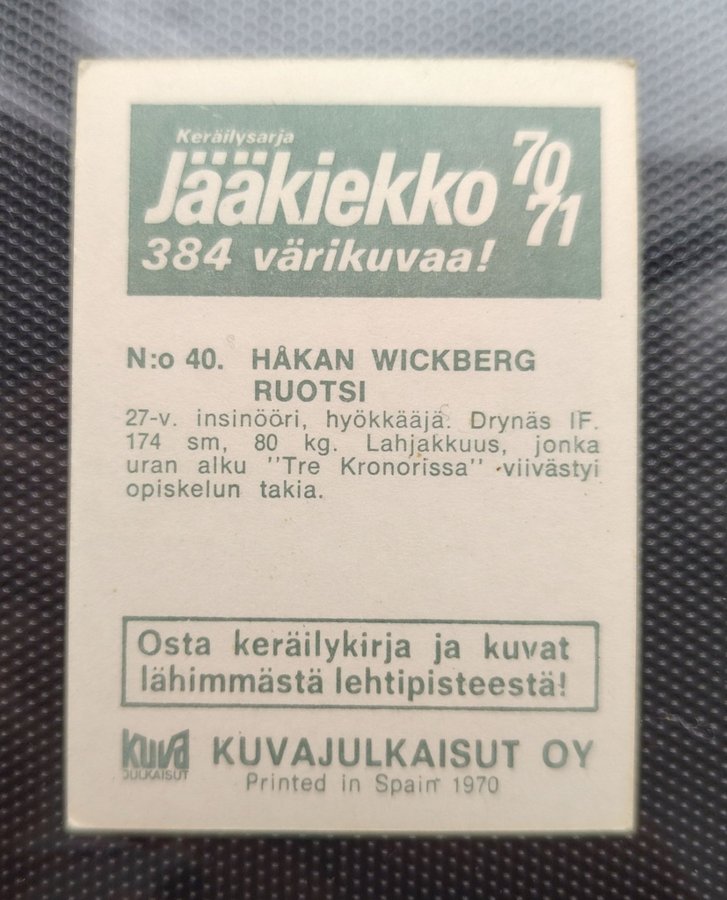 Keräilysarja
Jääkiekko 70
71
384 värikuvaa!
N:o 40. HÅKAN WICKBERG
RUOTSI
27-v. insinööri, hyökkääjä. Drynäs IF.
174 sm, 80 kg. Lahjakkuus, jonka
uran alku "Tre Kronorissa" viivästyi
opiskelun takia.
Osta keräilykirja ja kuvat
lähimmästä lehtipisteestä!
kuva
JULKAISUT
KUVAJULKAISUT OY
Printed in Spain 1970